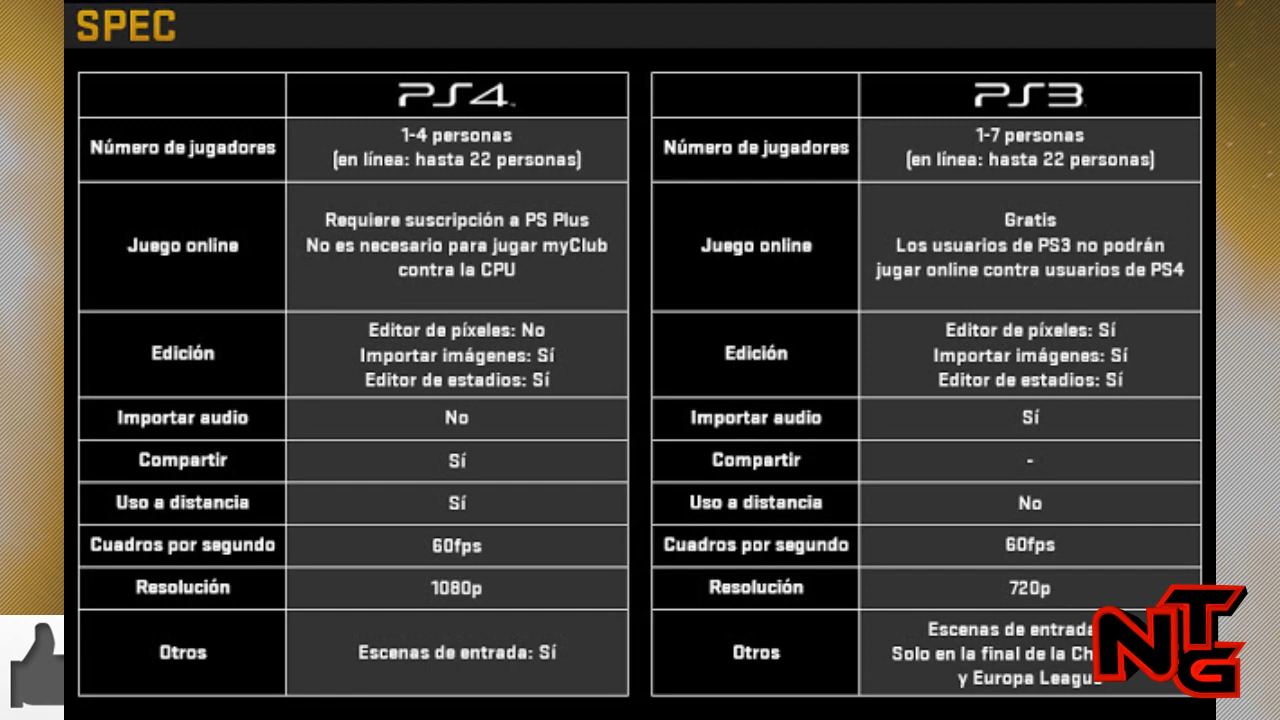 SPEC
PS4
Número de jugadores
1-4 personas
(en línea: hasta 22 personas)
Juego online
Requiere suscripción a PS Plus
No es necesario para jugar myClub
contra la CPU
Edición
Editor de píxeles: No
Importar imágenes: Sí
Editor de estadios: Sí
Importar audio
No
Compartir
Sí
Uso a distancia
Sí
Cuadros por segundo
60fps
Resolución
1080p
Otros
Escenas de entrada: Sí
PS3
Número de jugadores
1-7 personas
(en línea: hasta 22 personas)
Juego online
Gratis
Los usuarios de PS3 no podrán
jugar online contra usuarios de PS4
Edición
Editor de píxeles: Sí
Importar imágenes: Sí
Editor de estadios: Sí
Importar audio
Sí
Compartir
-
Uso a distancia
No
Cuadros por segundo
60fps
Resolución
720p
Otros
Escenas de entrada
Solo en la final de la
y Europa League
NTG